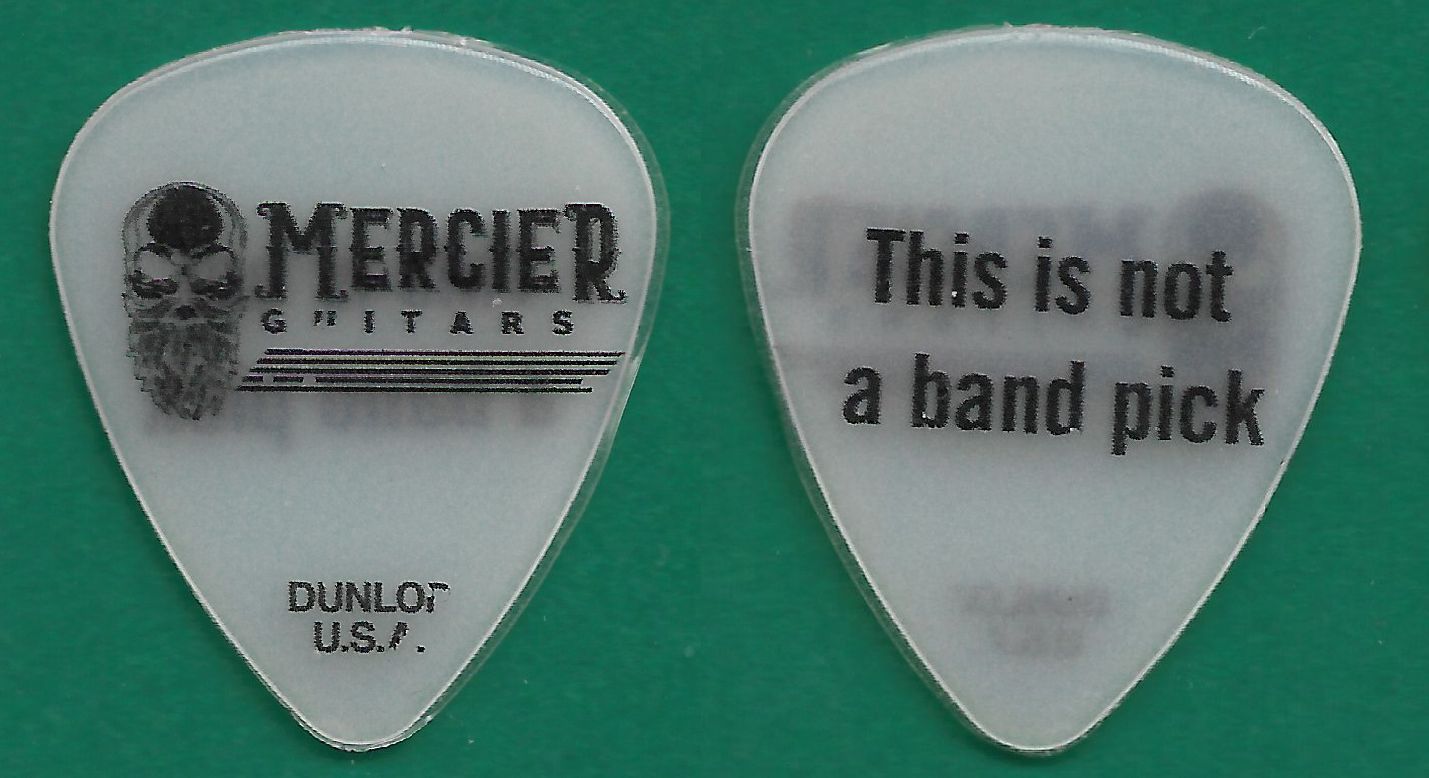 MERCIER
GUITARS
DUNLOP
U.S.A.
This is not
a band pick